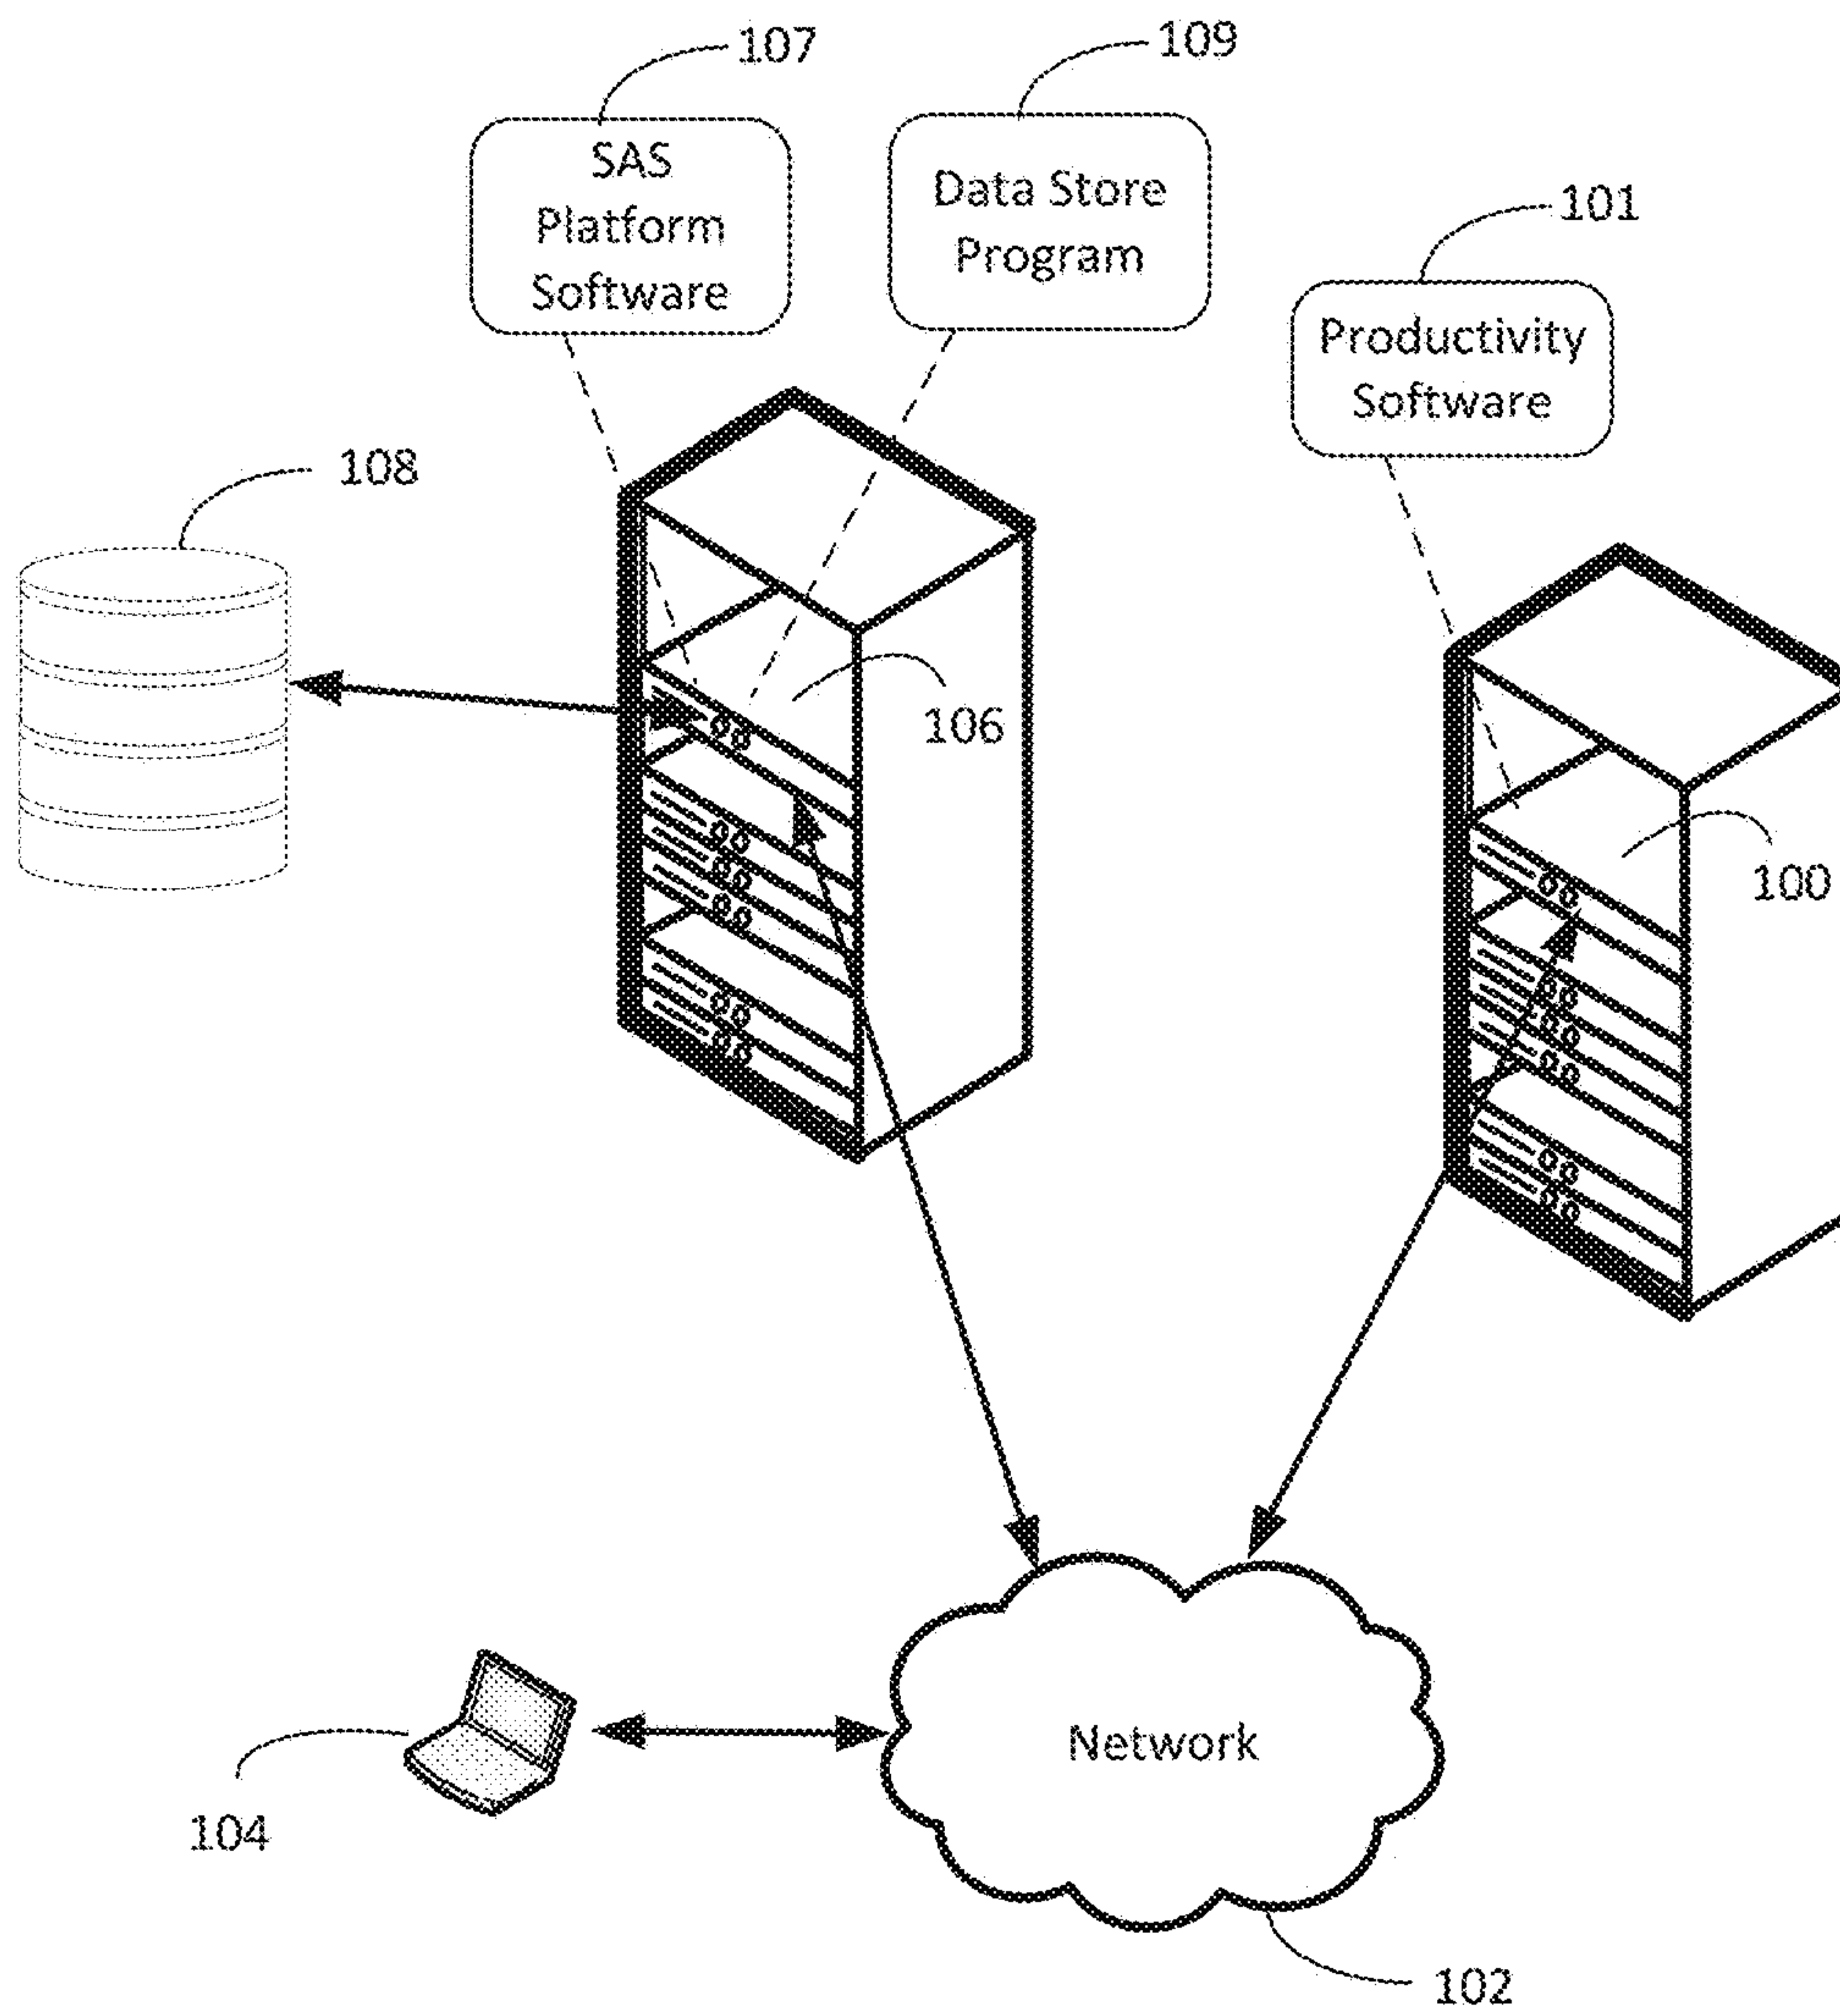 107
109
SAS
Platform
Software
Data Store
Program
101
Productivity
Software
108
106
100
Network
104
102